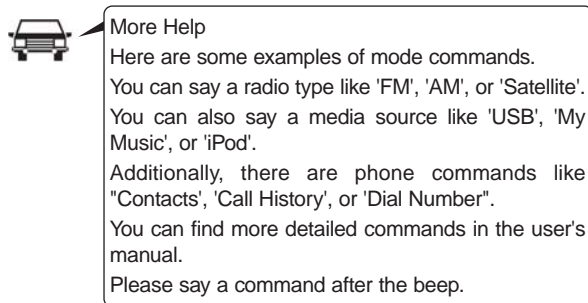 More Help
Here are some examples of mode commands.
You can say a radio type like 'FM', 'AM', or 'Satellite'.
You can also say a media source like 'USB', 'My
Music', or 'iPod'.
Additionally, there are phone commands like
"Contacts', 'Call History', or 'Dial Number".
You can find more detailed commands in the user's
manual.
Please say a command after the beep.